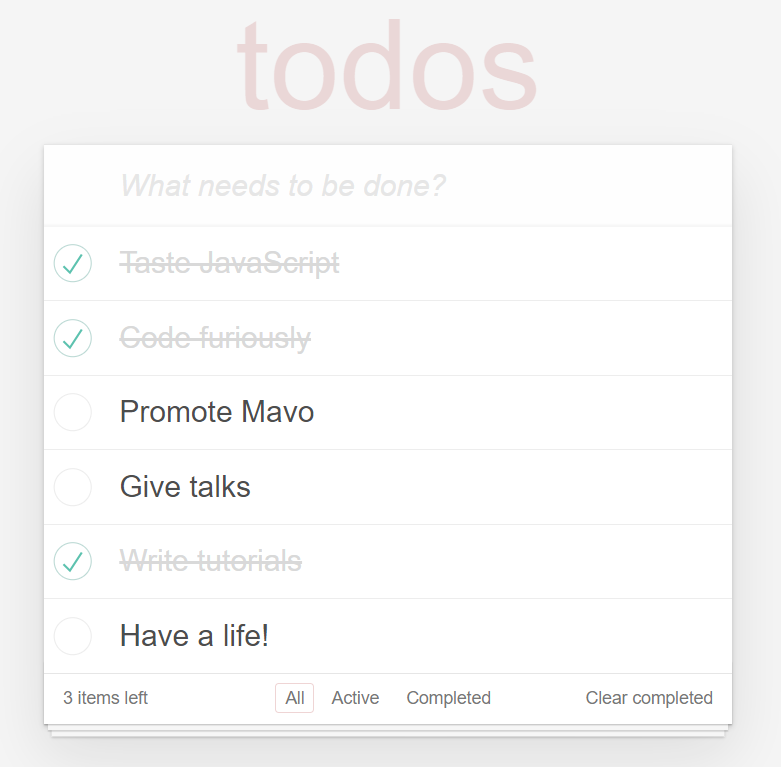 todos
What needs to be done?
Taste JavaScript
Code furiously
Promote Mavo
Give talks
Write tutorials
Have a life!
3 items left All Active Completed Clear completed